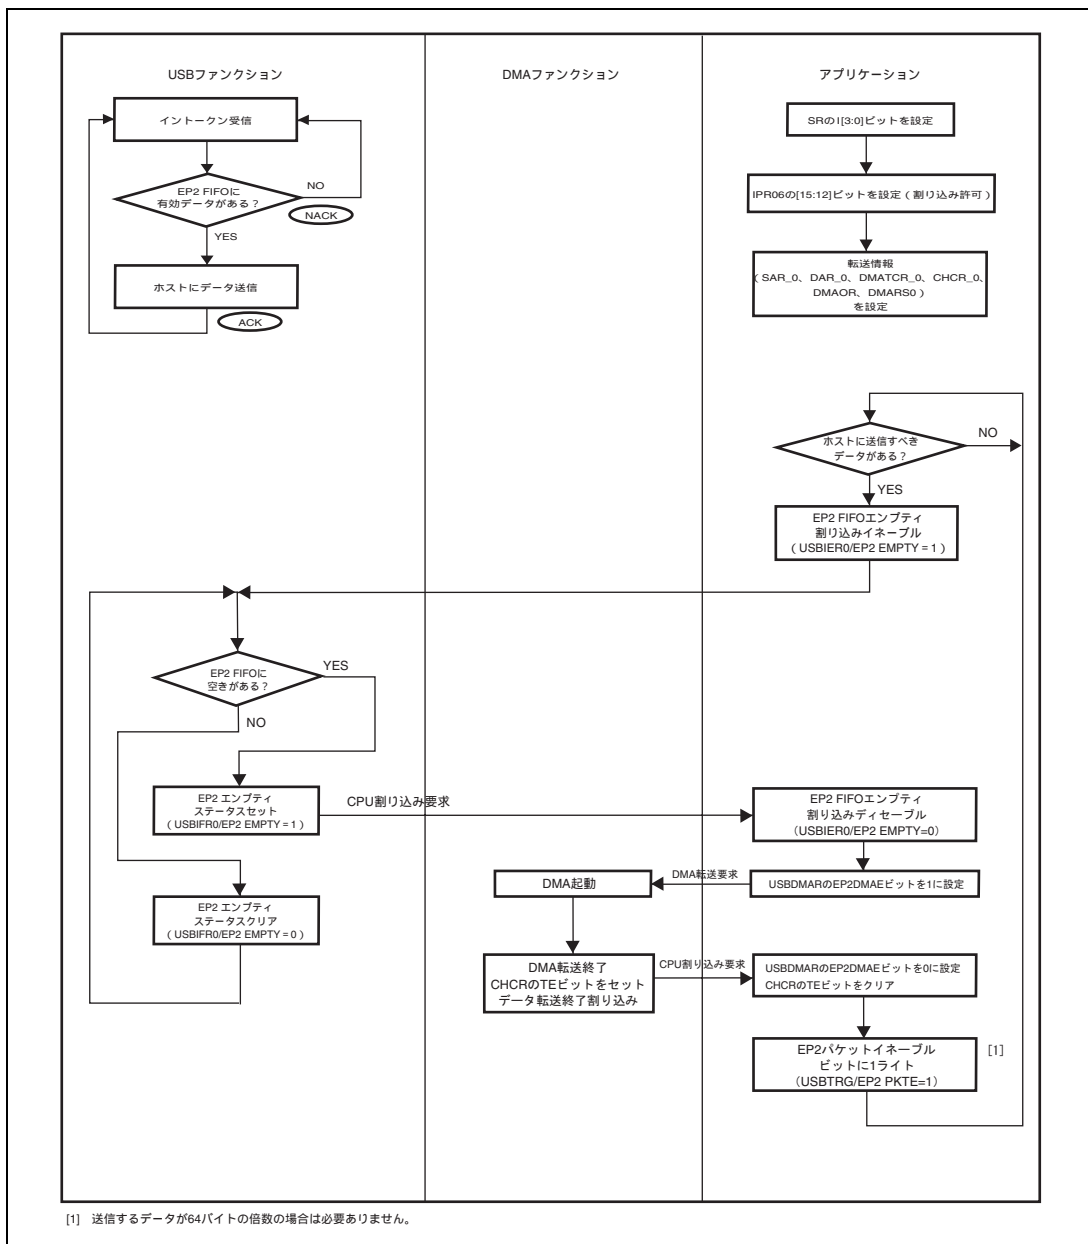 USBファンクション
DMAファンクション
アプリケーション
イントークン受信
EP2 FIFOに
有効データがある？
NO
NACK
YES
ホストにデータ送信
ACK
SRのI[3:0]ビットを設定
IPR06の[15:12]ビットを設定（割り込み許可）
転送情報
（SAR_0、DAR_0、DMATCR_0、CHCR_0、
DMAOR、DMARS0）
を設定
ホストに送信すべき
データがある？
NO
YES
EP2 FIFOエンプティ
割り込みイネーブル
（USBIER0/EP2 EMPTY = 1）
EP2 FIFOに
空きがある？
YES
NO
EP2 エンプティ
ステータスセット
（USBIFR0/EP2 EMPTY = 1）
CPU割り込み要求
EP2 FIFOエンプティ
割り込みディセーブル
（USBIER0/EP2 EMPTY=0）
DMA起動
DMA転送要求
USBDMARのEP2DMAEビットを1に設定
EP2 エンプティ
ステータスクリア
（USBIFR0/EP2 EMPTY = 0）
DMA転送終了
CHCRのTEビットをセット
データ転送終了割り込み
CPU割り込み要求
USBDMARのEP2DMAEビットを0に設定
CHCRのTEビットをクリア
EP2パケットイネーブル
ビットに1ライト
（USBTRG/EP2 PKTE=1）
[1]
[1] 送信するデータが64バイトの倍数の場合は必要ありません。